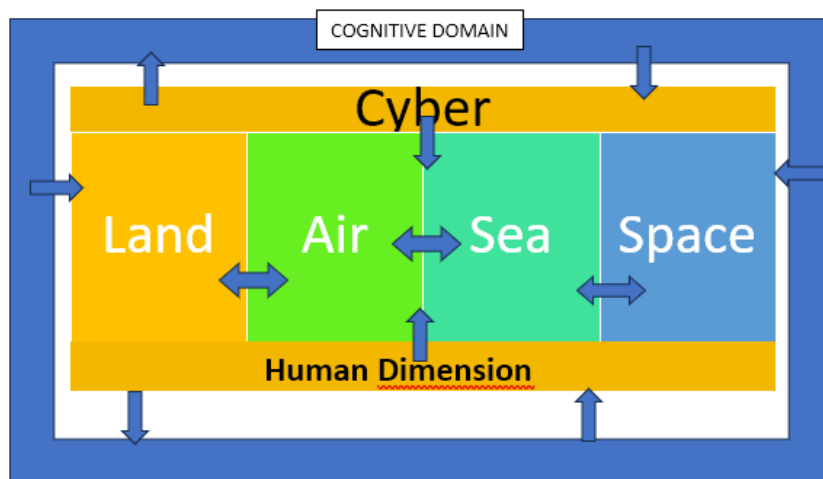 COGNITIVE DOMAIN
Cyber
Land Air Sea Space
Human Dimension